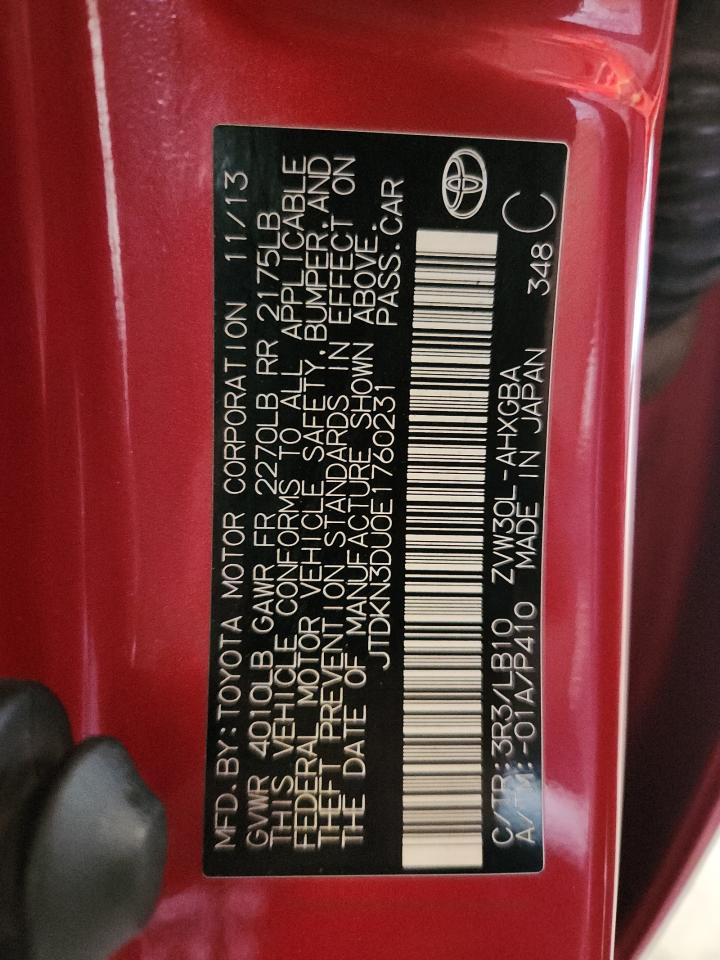 MFD. BY: TOYOTA MOTOR CORPORATION 11/13
GVWR 4010LB GAWR FR 2270LB RR 2175LB
THIS VEHICLE CONFORMS TO ALL APPLICABLE
FEDERAL MOTOR VEHICLE SAFETY, BUMPER, AND
THEFT PREVENTION STANDARDS IN EFFECT ON
THE DATE OF MANUFACTURE SHOWN ABOVE.
JTDKN3DU0E1760231 PASS. CAR
C/TR: 3R3/LB10 ZVW30L-AHXGBA
A/TM: -01A/P410 MADE IN JAPAN 348 C